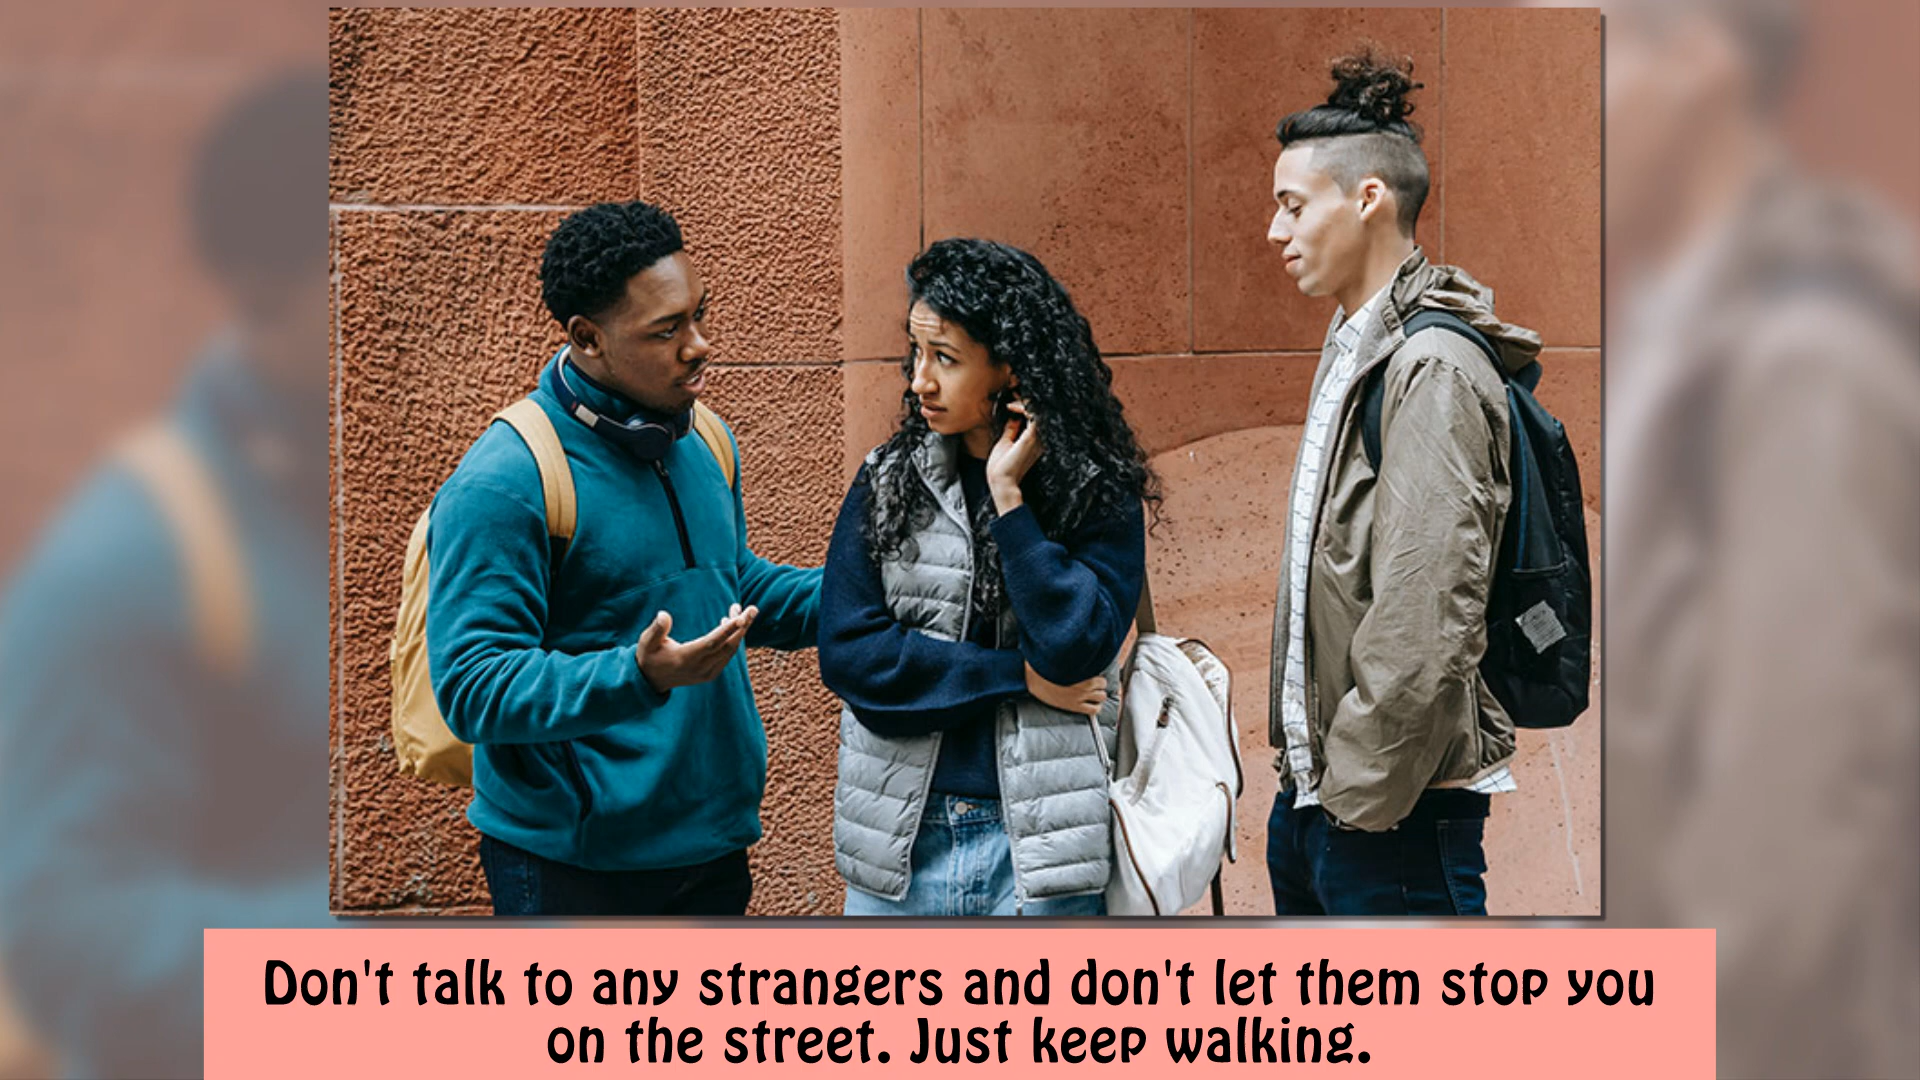 Don't talk to any strangers and don't let them stop you
on the street. Just keep walking.